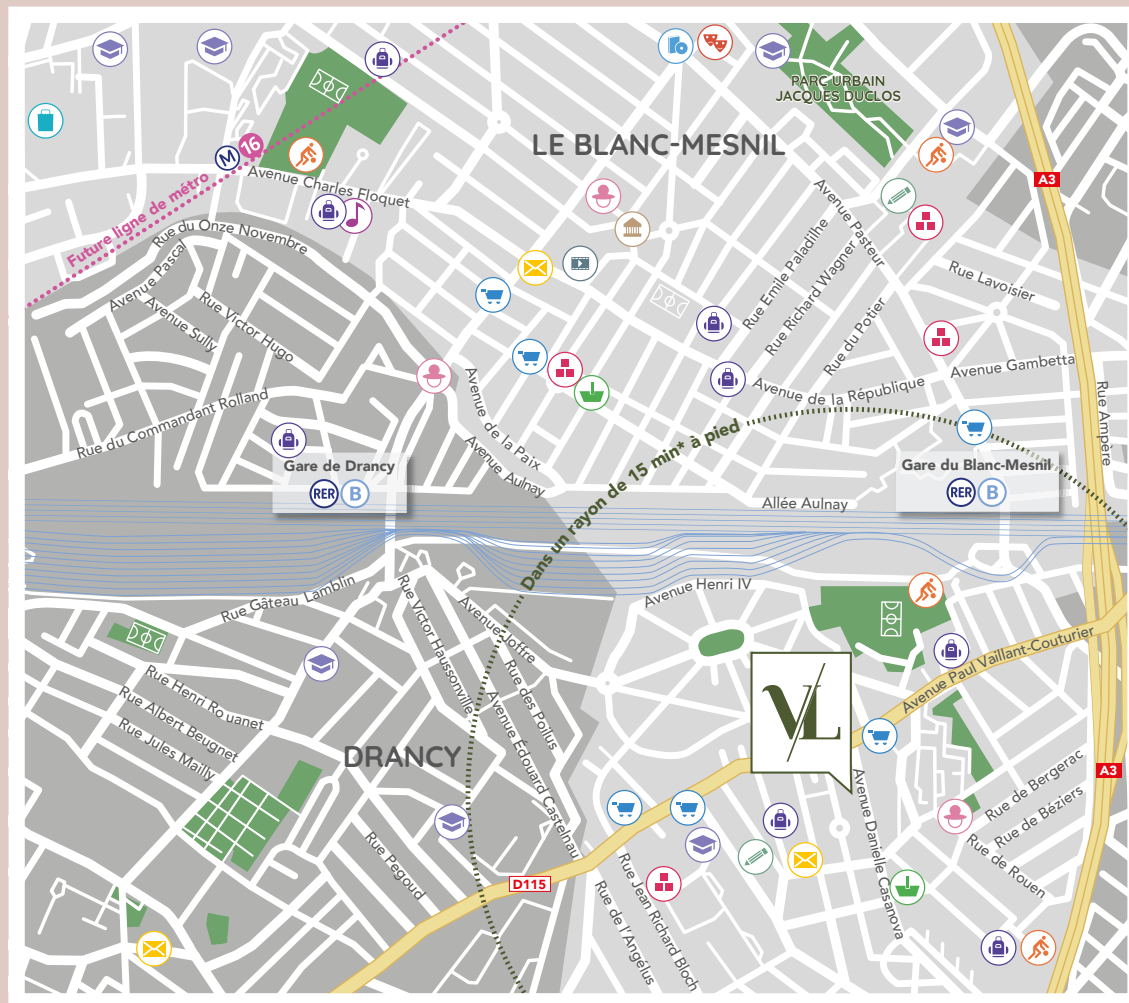 PARC URBAIN
JACQUES DUCLOS
LE BLANC-MESNIL
A3
16
M
Avenue Charles Floquet
Future ligne de métro
Rue du Onze Novembre
Avenue Pascal
Avenue Sully
Rue Victor Hugo
Avenue Pasteur
Rue Emile Paladilhe
Rue Richard Wagner
Rue du Potier
Rue Lavoisier
Avenue Gambetta
Avenue de la République
Rue Ampère
Rue du Commandant Rolland
Avenue de la Paix
Avenue Aulnay
Dans un rayon de 15 min* à pied
Gare de Drancy
RER B
Gare du Blanc-Mesnil
RER B
Allée Aulnay
Avenue Henri IV
Rue Gâteau Lamblin
Rue Victor Haussonville
Avenue Joffre
Rue des Poilus
Avenue Édouard Castelnau
Rue Henri Rouanet
Rue Albert Beugnet
Rue Jules Mailly
DRANCY
Rue Pegoud
VL
Avenue Paul Vaillant-Couturier
A3
Avenue Danielle Casanova
Rue de Bergerac
Rue de Béziers
Rue de Rouen
D115
Rue Jean Richard Bloch
Rue de l'Angélus